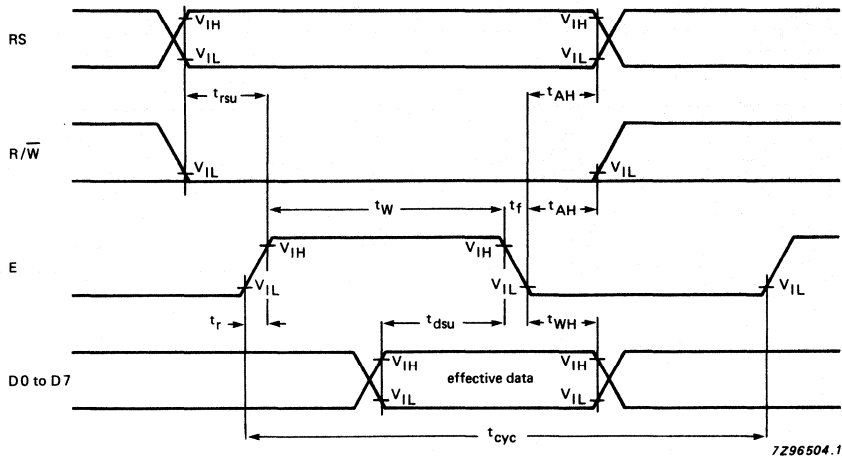 RS
V_IH
V_IL
V_IH
V_IL
t_rsu
t_AH
R/W̅
V_IL
V_IL
t_W
t_f
t_AH
E
V_IH
V_IL
V_IH
V_IL
V_IL
t_r
t_dsu
t_WH
D0 to D7
V_IH
V_IL
effective data
V_IH
V_IL
t_cyc
7Z96504.1